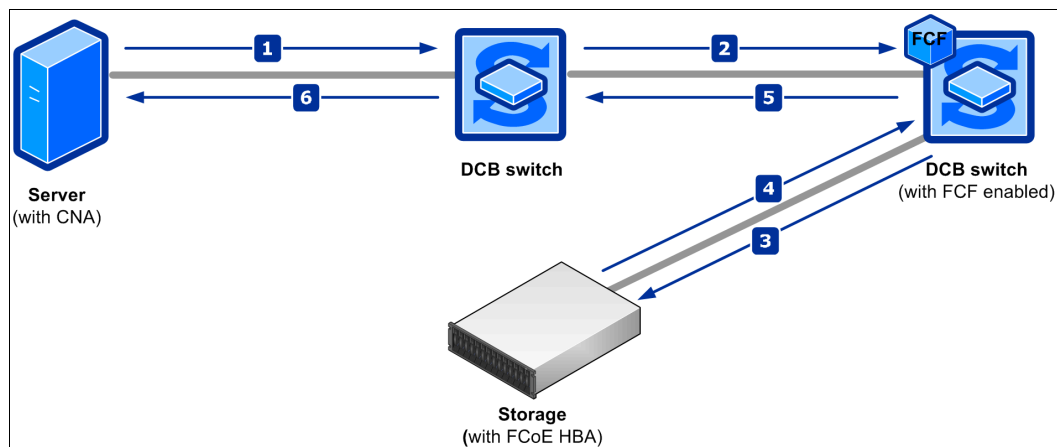 1
2
FCF
6
5
DCB switch
DCB switch
(with FCF enabled)
Server
(with CNA)
4
3
Storage
(with FCoE HBA)